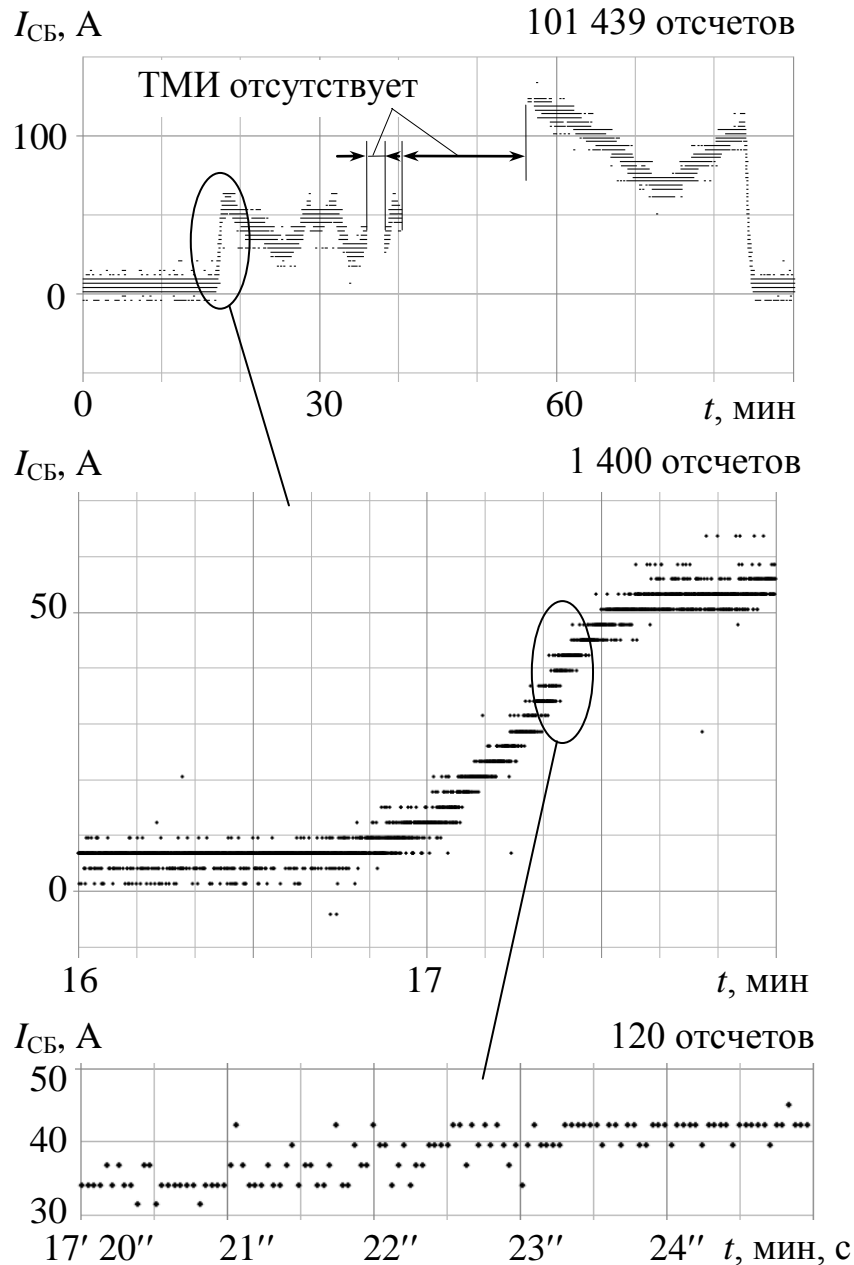 I_СБ, А 101 439 отсчетов
ТМИ отсутствует
100
0
0 30 60 t, мин
I_СБ, А 1 400 отсчетов
50
0
16 17 t, мин
I_СБ, А 120 отсчетов
50
40
30
17′ 20″ 21″ 22″ 23″ 24″ t, мин, с